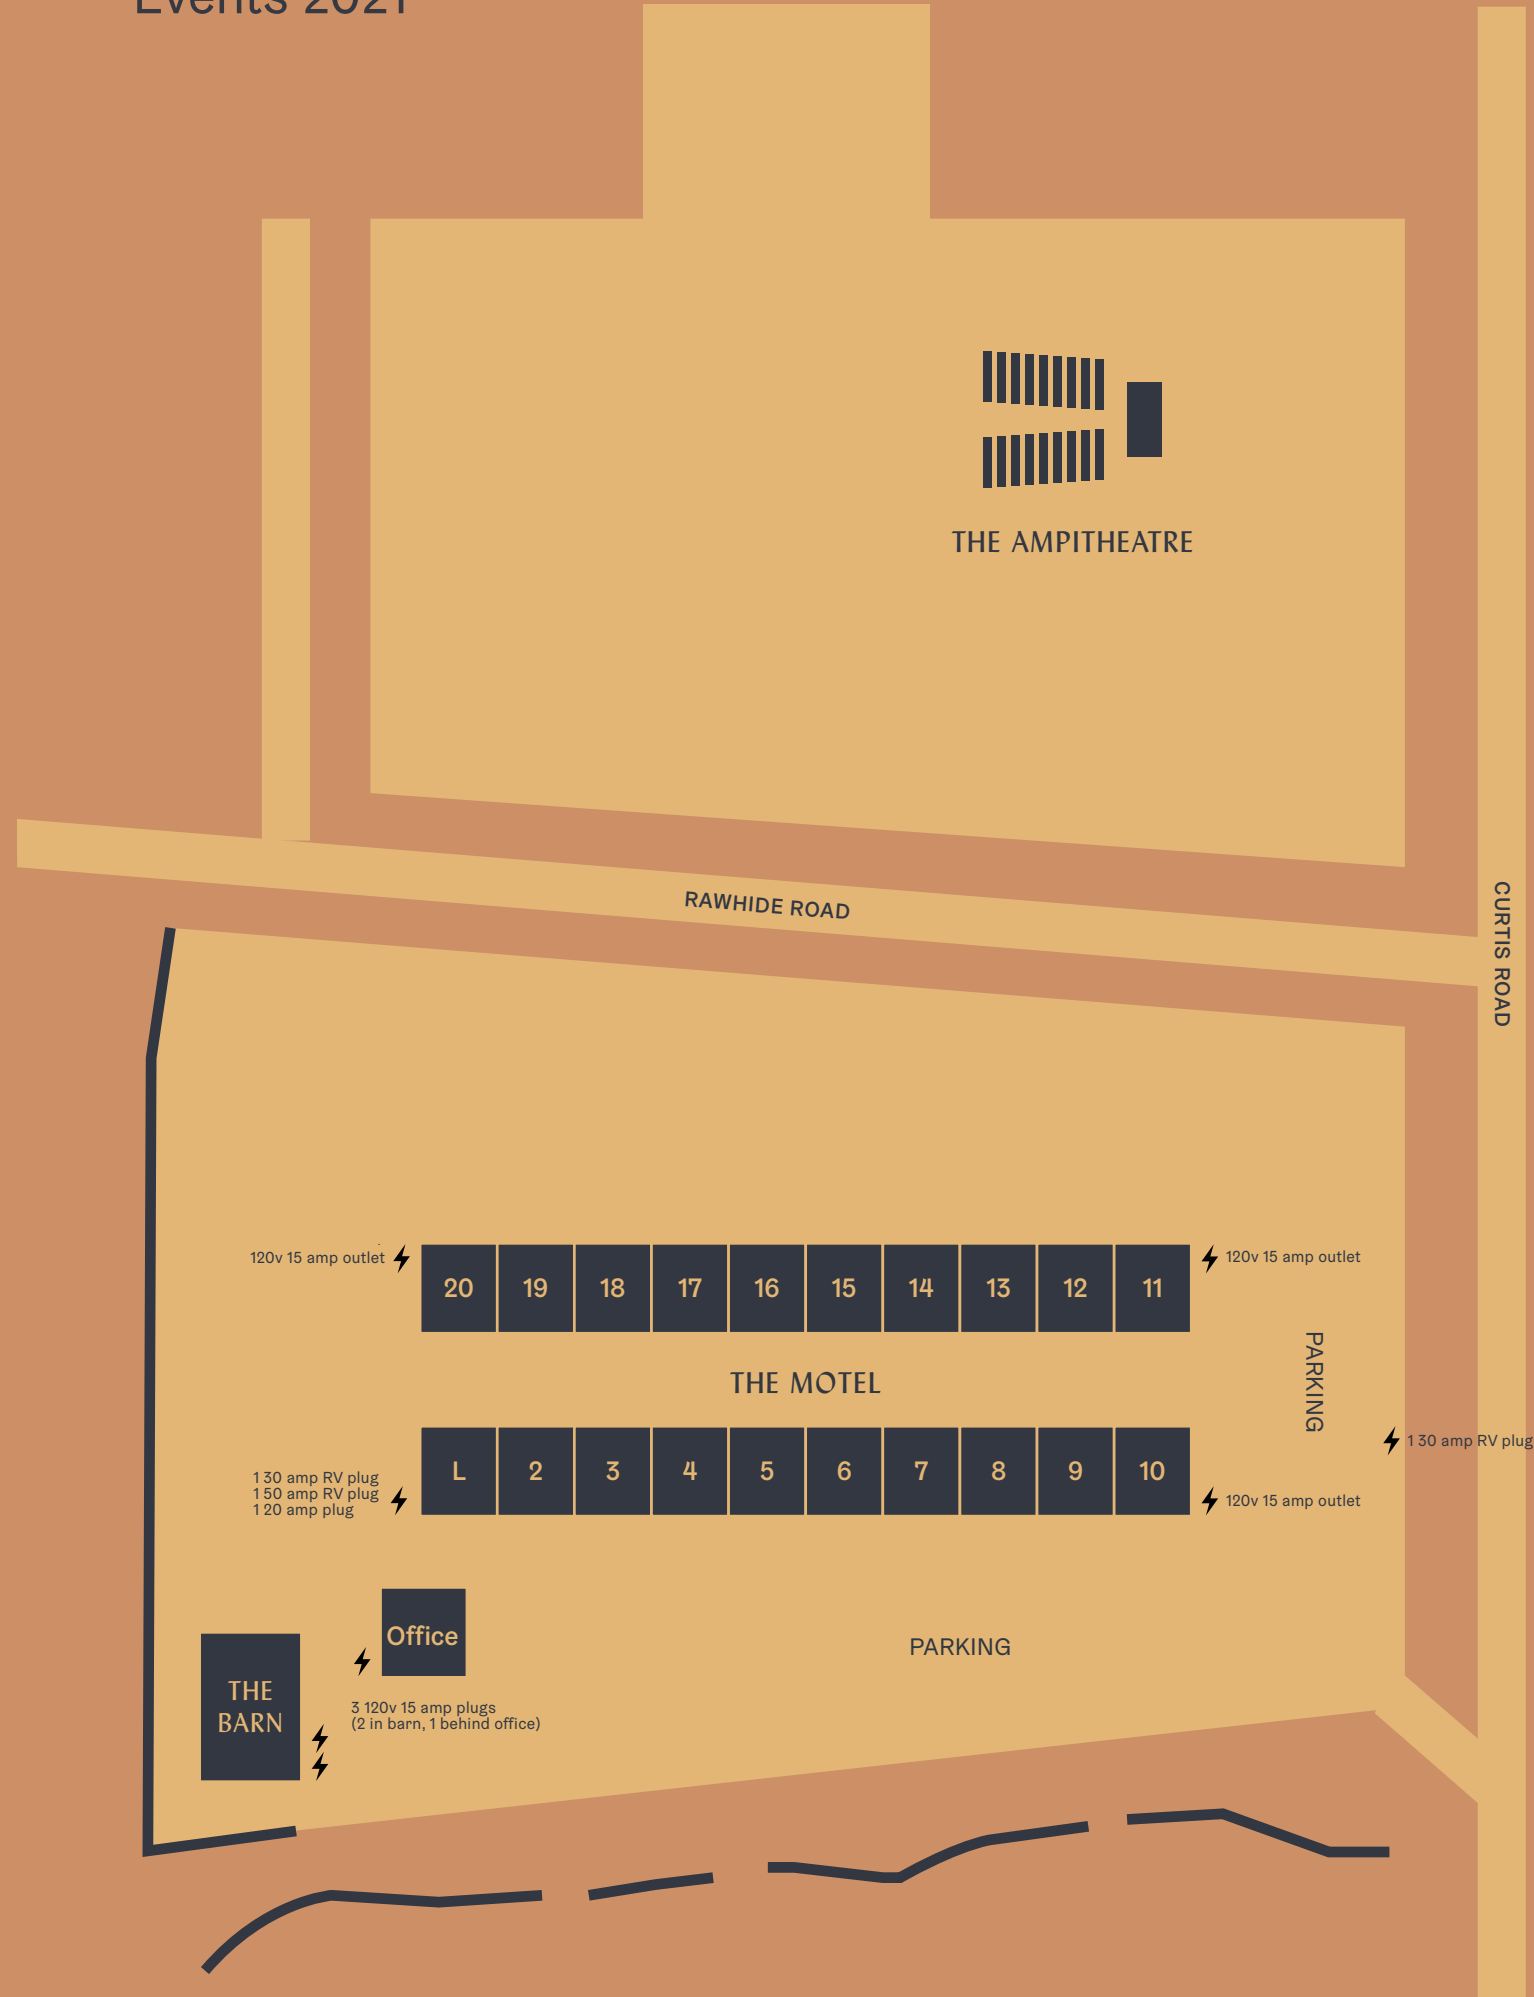 Events 2021
THE AMPITHEATRE
RAWHIDE ROAD
CURTIS ROAD
120v 15 amp outlet
20
19
18
17
16
15
14
13
12
11
120v 15 amp outlet
THE MOTEL
PARKING
1 30 amp RV plug
1 30 amp RV plug
1 50 amp RV plug
1 20 amp plug
L
2
3
4
5
6
7
8
9
10
120v 15 amp outlet
Office
PARKING
THE
BARN
3 120v 15 amp plugs
(2 in barn, 1 behind office)